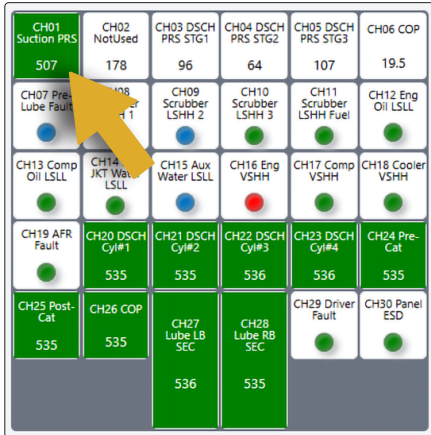 CH01
Suction PRS
507
CH02
NotUsed
178
CH03 DSCH
PRS STG1
96
CH04 DSCH
PRS STG2
64
CH05 DSCH
PRS STG3
107
CH06 COP
19.5
CH07 Pre-
Lube Fault
1
CH09
Scrubber
LSHH 2
CH10
Scrubber
LSHH 3
CH11
Scrubber
LSHH Fuel
CH12 Eng
Oil LSLL
CH13 Comp
Oil LSLL
CH14
JKT
LSLL
CH15 Aux
Water LSLL
CH16 Eng
VSHH
CH17 Comp
VSHH
CH18 Cooler
VSHH
CH19 AFR
Fault
CH20 DSCH
Cyl#1
535
CH21 DSCH
Cyl#2
535
CH22 DSCH
Cyl#3
536
CH23 DSCH
Cyl#4
536
CH24 Pre-
Cat
535
CH25 Post-
Cat
535
CH26 COP
535
CH27
Lube LB
SEC
536
CH28
Lube RB
SEC
535
CH29 Driver
Fault
CH30 Panel
ESD